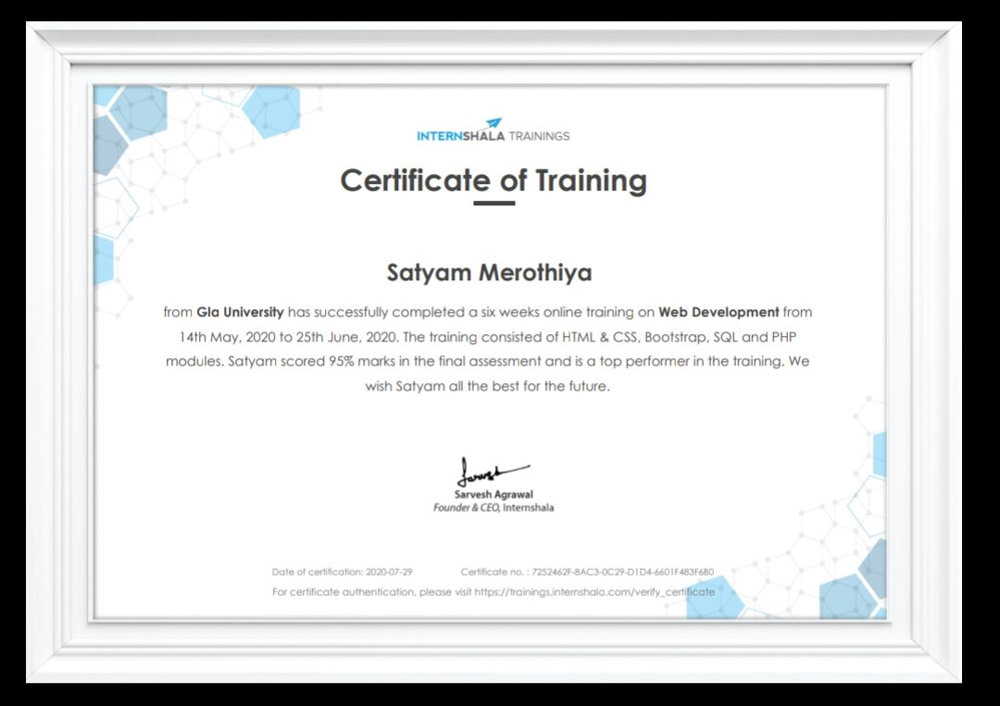 INTERNSHALA TRAININGS
Certificate of Training
Satyam Merothiya
from Gla University has successfully completed a six weeks online training on Web Development from
14th May, 2020 to 25th June, 2020. The training consisted of HTML & CSS, Bootstrap, SQL and PHP
modules. Satyam scored 95% marks in the final assessment and is a top performer in the training. We
wish Satyam all the best for the future.
Sarvesh
Sarvesh Agrawal
Founder & CEO, Internshala
Date of certification: 2020-07-29 Certificate no. : 7252462F-8AC3-0C29-D1D4-6601F4B3F6B0
For certificate authentication, please visit https://trainings.internshala.com/verify_certificate